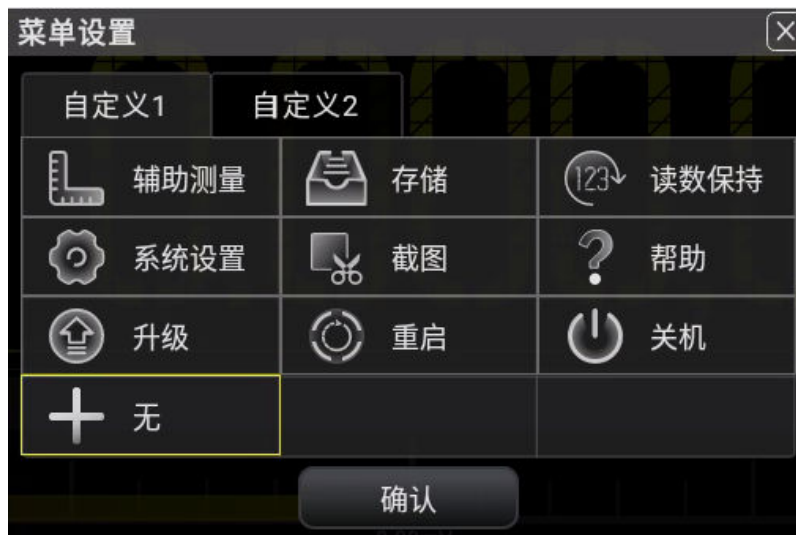 菜单设置
自定义1 自定义2
辅助测量 存储 123 读数保持
系统设置 截图 帮助
升级 重启 关机
无
确认